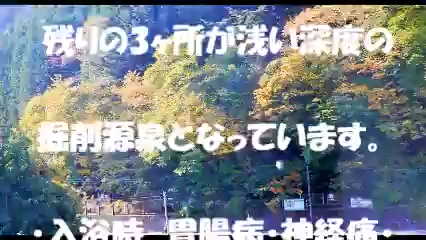 残りの3ヶ所が浅い深度の
掘削源泉となっています。
・入浴時 胃腸病・神経痛・